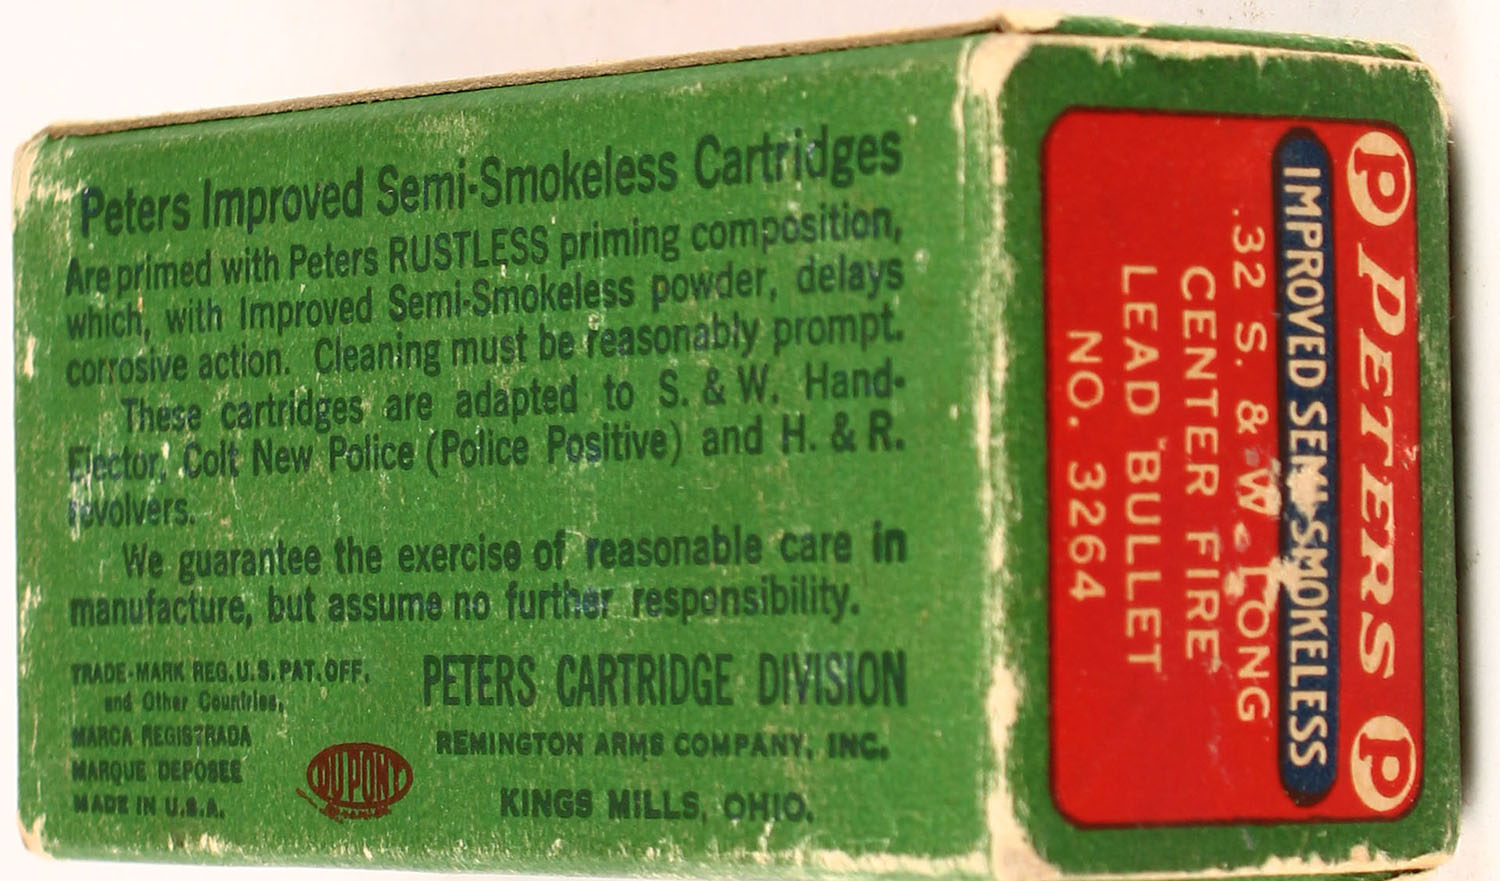 Peters Improved Semi-Smokeless Cartridges
Are primed with Peters RUSTLESS priming composition,
which, with Improved Semi-Smokeless powder, delays
corrosive action. Cleaning must be reasonably prompt.
These cartridges are adapted to S. & W. Hand-
Ejector, Colt New Police (Police Positive) and H. & R.
revolvers.
We guarantee the exercise of reasonable care in
manufacture, but assume no further responsibility.
TRADE-MARK REG. U.S. PAT. OFF.
and Other Countries,
MARCA REGISTRADA
MARQUE DEPOSEE
MADE IN U.S.A.
DU PONT
PETERS CARTRIDGE DIVISION
REMINGTON ARMS COMPANY, INC.
KINGS MILLS, OHIO.
P PETERS P
IMPROVED SEMI-SMOKELESS
.32 S. & W. LONG
CENTER FIRE
LEAD BULLET
NO. 3264